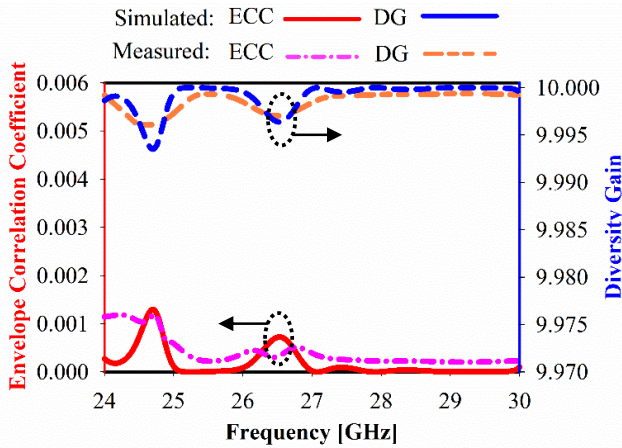 Simulated: ECC DG
Measured: ECC DG
Envelope Correlation Coefficient
0.006
0.005
0.004
0.003
0.002
0.001
0.000
10.000
9.995
9.990
9.985
9.980
9.975
9.970
Diversity Gain
24 25 26 27 28 29 30
Frequency [GHz]